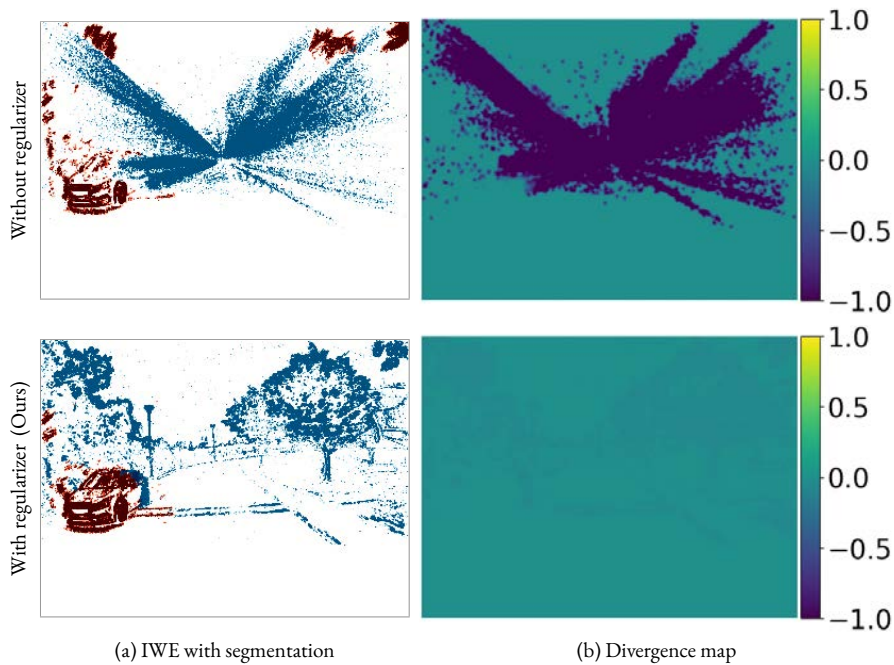 Without regularizer
1.0
0.5
0.0
−0.5
−1.0
With regularizer (Ours)
1.0
0.5
0.0
−0.5
−1.0
(a) IWE with segmentation
(b) Divergence map